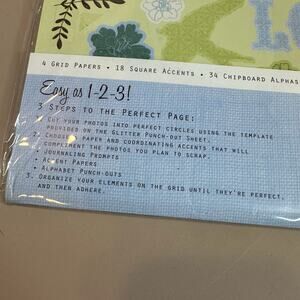 LO
4 GRID PAPERS • 18 SQUARE ACCENTS • 34 CHIPBOARD ALPHAS
Easy as 1-2-3!
3 STEPS TO THE PERFECT PAGE:
1. CUT YOUR PHOTOS INTO PERFECT CIRCLES USING THE TEMPLATE
PROVIDED ON THE GLITTER PUNCH-OUT SHEET.
2. CHOOSE A PAPER AND COORDINATING ACCENTS THAT WILL
COMPLIMENT THE PHOTOS YOU PLAN TO SCRAP.
• JOURNALING PROMPTS
• ACCENT PAPERS
• ALPHABET PUNCH-OUTS
3. ORGANIZE YOUR ELEMENTS ON THE GRID UNTIL THEY'RE PERFECT,
AND THEN ADHERE.